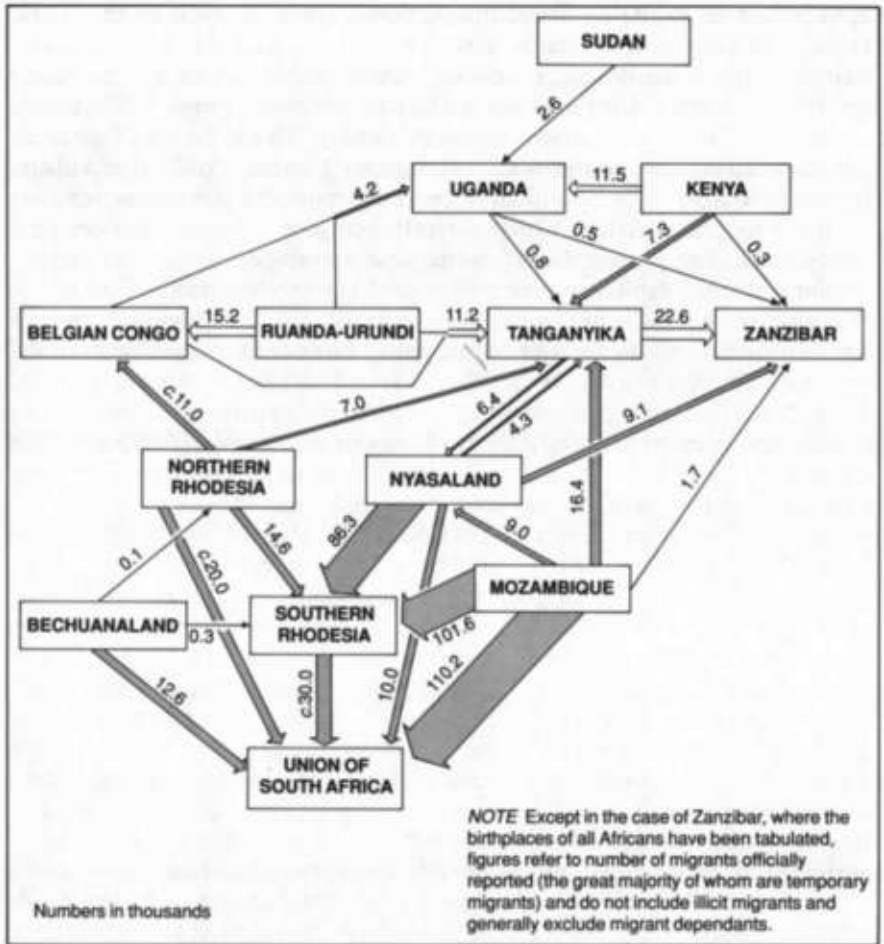 SUDAN
2.6
4.2
UGANDA
11.5
KENYA
0.8
0.5
7.3
0.3
BELGIAN CONGO
15.2
RUANDA-URUNDI
11.2
TANGANYIKA
22.6
ZANZIBAR
c.11.0
7.0
6.4
4.3
9.1
NORTHERN
RHODESIA
NYASALAND
16.4
1.7
0.1
c.20.0
14.6
86.3
9.0
MOZAMBIQUE
BECHUANALAND
0.3
SOUTHERN
RHODESIA
101.6
110.2
12.6
c.30.0
10.0
UNION OF
SOUTH AFRICA
NOTE Except in the case of Zanzibar, where the
birthplaces of all Africans have been tabulated,
figures refer to number of migrants officially
reported (the great majority of whom are temporary
migrants) and do not include illicit migrants and
generally exclude migrant dependants.
Numbers in thousands